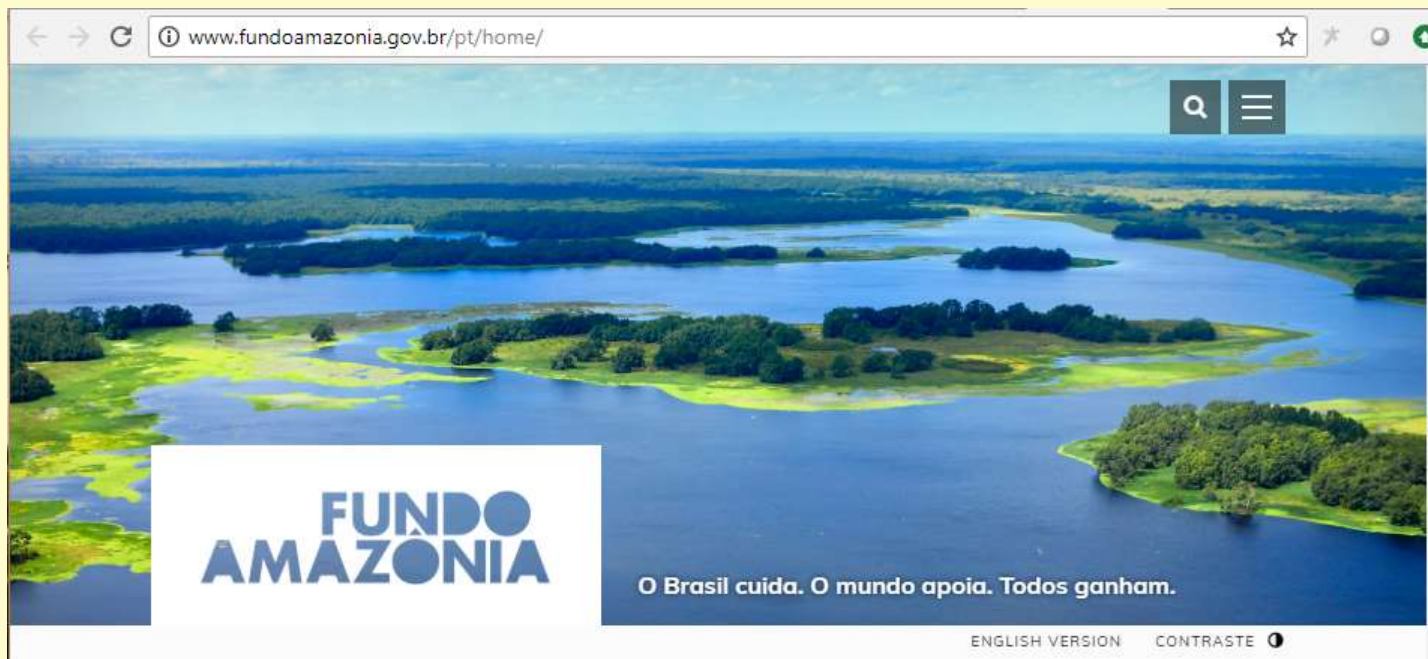 www.fundoamazonia.gov.br/pt/home/
FUNDO
AMAZÔNIA
O Brasil cuida. O mundo apoia. Todos ganham.
ENGLISH VERSION CONTRASTE